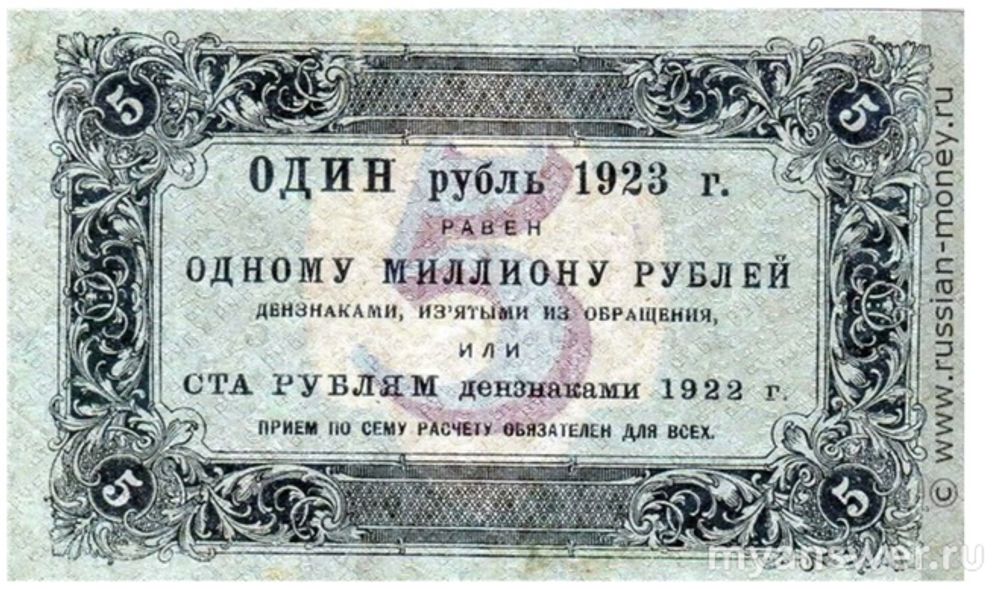 5 5
ОДИН рубль 1923 г.
РАВЕН
ОДНОМУ МИЛЛИОНУ РУБЛЕЙ
ДЕНЗНАКАМИ, ИЗ'ЯТЫМИ ИЗ ОБРАЩЕНИЯ,
ИЛИ
СТА РУБЛЯМ дензнаками 1922 г.
ПРИЕМ ПО СЕМУ РАСЧЕТУ ОБЯЗАТЕЛЕН ДЛЯ ВСЕХ.
5
5 5
© www.russian-money.ru
myanswer.ru